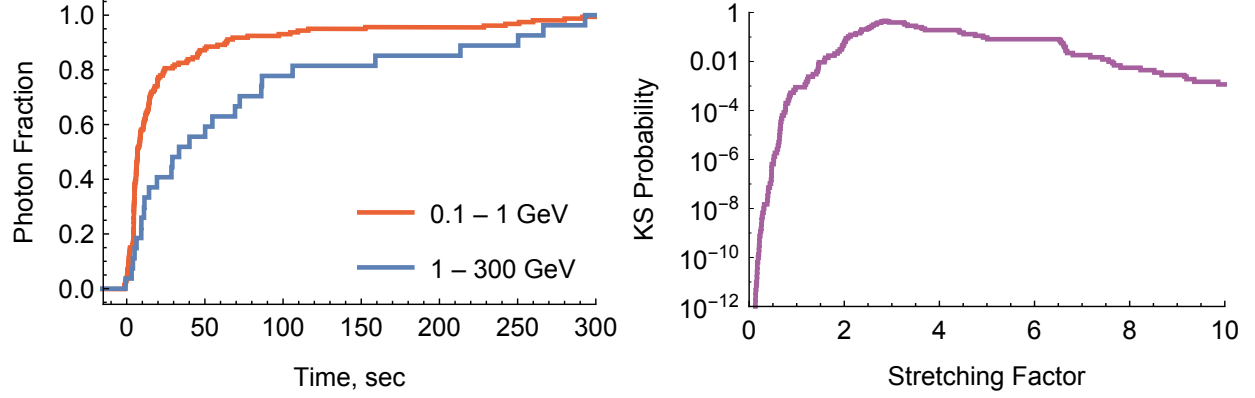 1.0
0.8
0.6
0.4
0.2
0.0
Photon Fraction
0.1 – 1 GeV
1 – 300 GeV
0 50 100 150 200 250 300
Time, sec
1
0.01
10⁻⁴
10⁻⁶
10⁻⁸
10⁻¹⁰
10⁻¹²
KS Probability
0 2 4 6 8 10
Stretching Factor